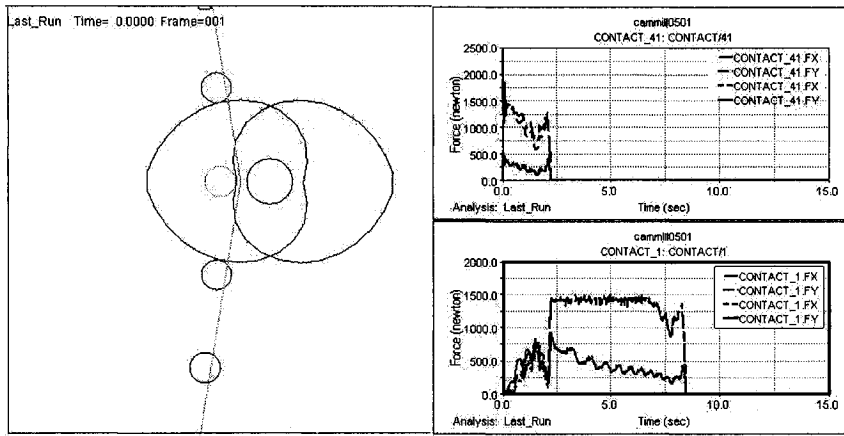 Last_Run Time= 0.0000 Frame=001
cammill0501
CONTACT_41: CONTACT/41
2500.0
2000.0
1500.0
1000.0
500.0
0.0
Force (newton)
CONTACT_41.FX
CONTACT_41.FY
CONTACT_41.FX
CONTACT_41.FY
0.0 5.0 10.0 15.0
Analysis: Last_Run Time (sec)
cammill0501
CONTACT_1: CONTACT/1
2000.0
1500.0
1000.0
500.0
0.0
Force (newton)
CONTACT_1.FX
CONTACT_1.FY
CONTACT_1.FX
CONTACT_1.FY
0.0 5.0 10.0 15.0
Analysis: Last_Run Time (sec)